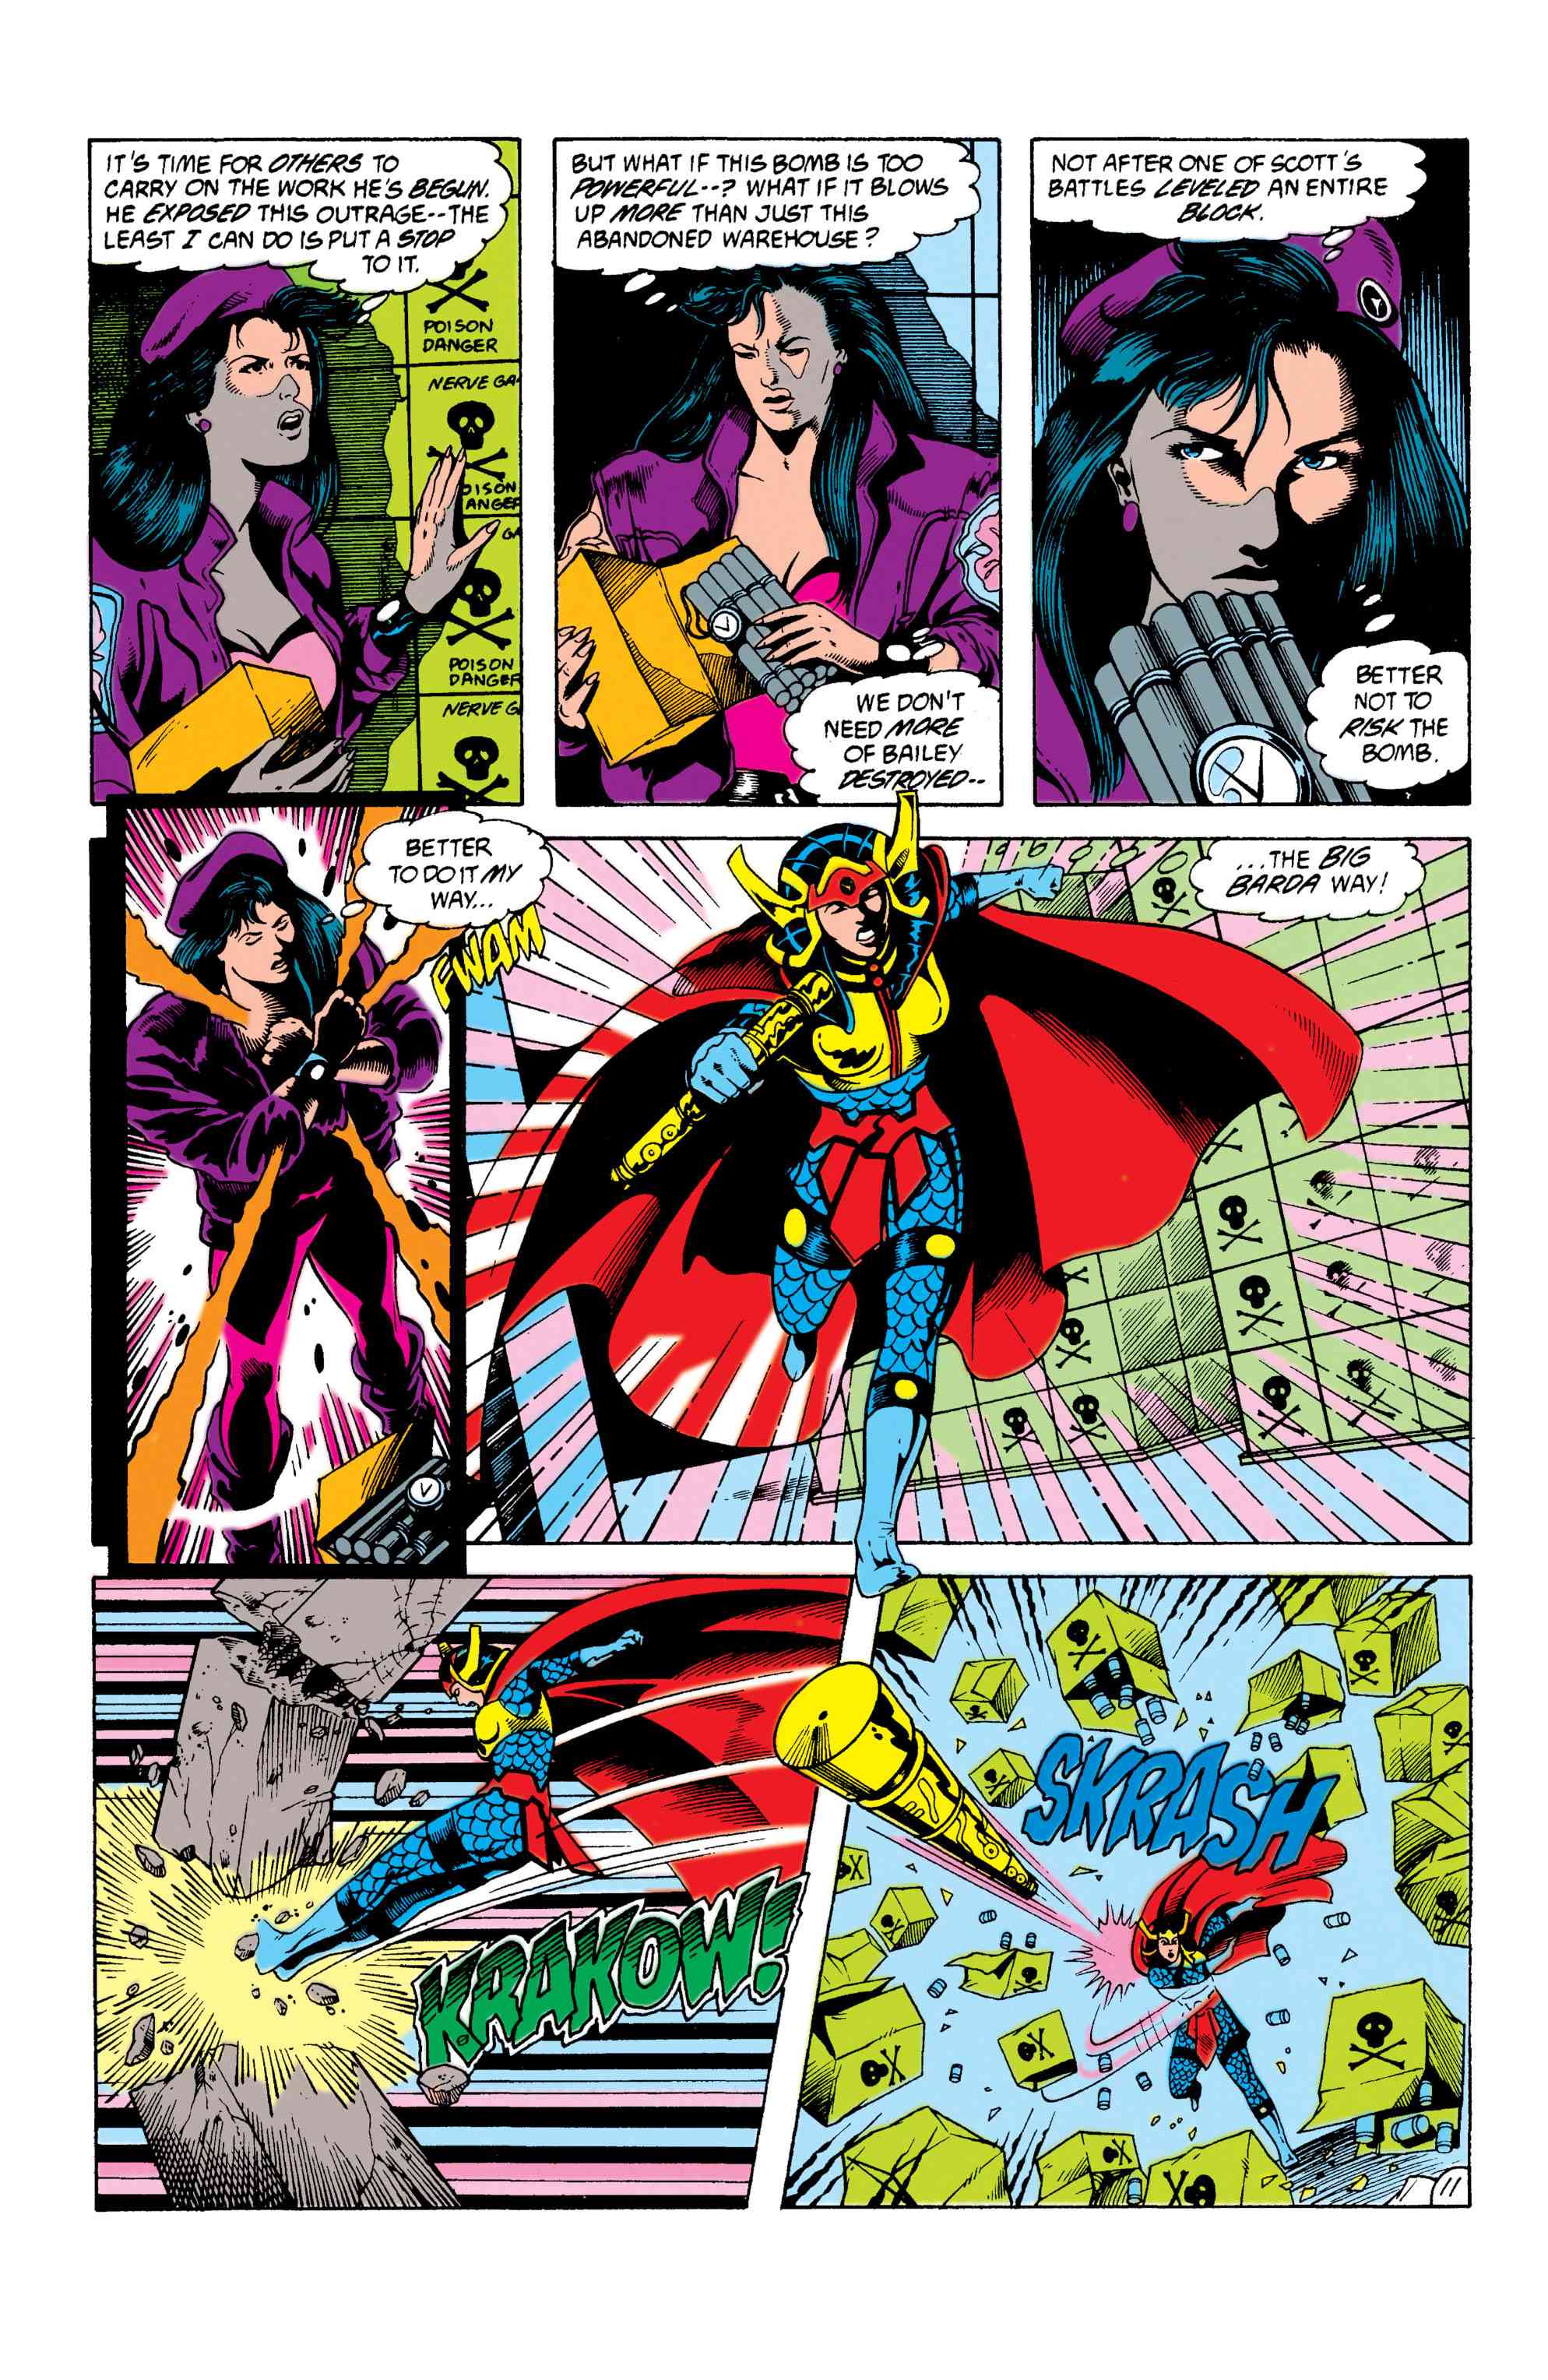 IT'S TIME FOR OTHERS TO
CARRY ON THE WORK HE'S BEGUN.
HE EXPOSED THIS OUTRAGE--THE
LEAST I CAN DO IS PUT A STOP
TO IT.
POISON
DANGER
NERVE GA
OISON
ANGER
GA
POISON
DANGER
NERVE G
BUT WHAT IF THIS BOMB IS TOO
POWERFUL--? WHAT IF IT BLOWS
UP MORE THAN JUST THIS
ABANDONED WAREHOUSE?
WE DON'T
NEED MORE
OF BAILEY
DESTROYED--
NOT AFTER ONE OF SCOTT'S
BATTLES LEVELED AN ENTIRE
BLOCK.
BETTER
NOT TO
RISK THE
BOMB.
BETTER
TO DO IT MY
WAY...
FWAM
...THE BIG
BARDA WAY!
KRAKOW!
SKRASH
11